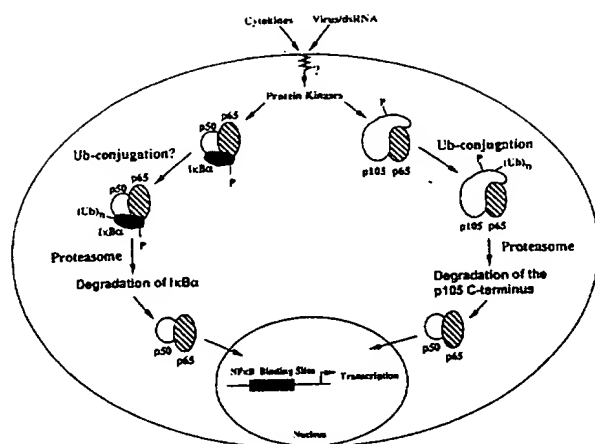 Cytokines Virus/dsRNA
?
Protein Kinases
p50 p65
IκBα
P
P
p105 p65
Ub-conjugation?
Ub-conjugation
p50 p65
(Ub)n
IκBα
P
P
(Ub)n
p105 p65
Proteasome
Proteasome
Degradation of IκBα
Degradation of the
p105 C-terminus
p50 p65
p50 p65
NFκB Binding Sites
Transcription
Nucleus